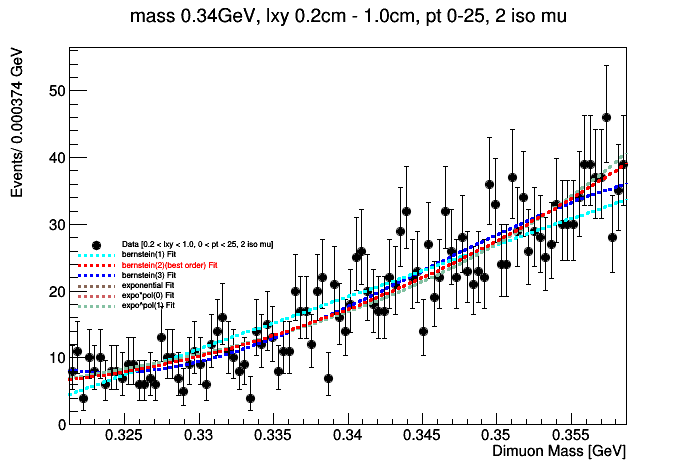 mass 0.34GeV, lxy 0.2cm - 1.0cm, pt 0-25, 2 iso mu
Events/ 0.000374 GeV
50
40
30
20
10
0
Data [0.2 < lxy < 1.0, 0 < pt < 25, 2 iso mu]
bernstein(1) Fit
bernstein(2)(best order) Fit
bernstein(3) Fit
exponential Fit
expo*pol(0) Fit
expo*pol(1) Fit
0.325 0.33 0.335 0.34 0.345 0.35 0.355
Dimuon Mass [GeV]